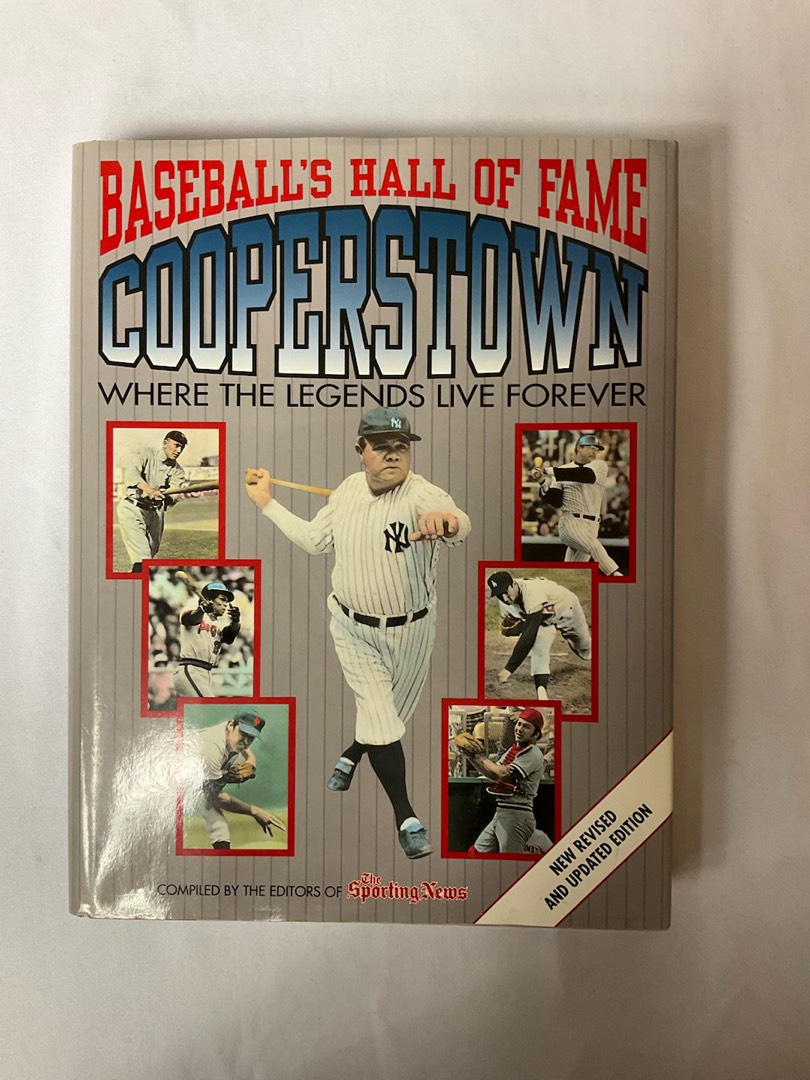 BASEBALL'S HALL OF FAME
COOPERSTOWN
WHERE THE LEGENDS LIVE FOREVER
NY
NY
COMPILED BY THE EDITORS OF The Sporting News
NEW REVISED
AND UPDATED EDITION